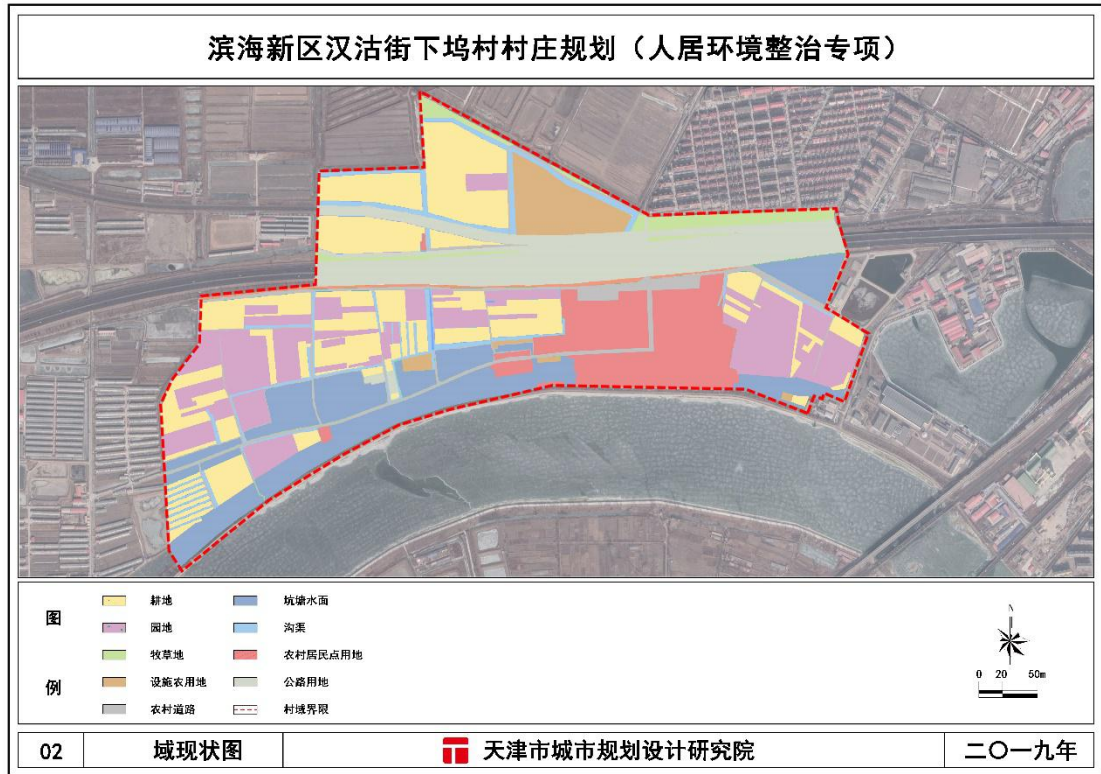 滨海新区汉沽街下坞村村庄规划（人居环境整治专项）
图例
耕地
园地
牧草地
设施农用地
农村道路
坑塘水面
沟渠
农村居民点用地
公路用地
村域界限
N
0 20 50m
02 域现状图 天津市城市规划设计研究院 二〇一九年